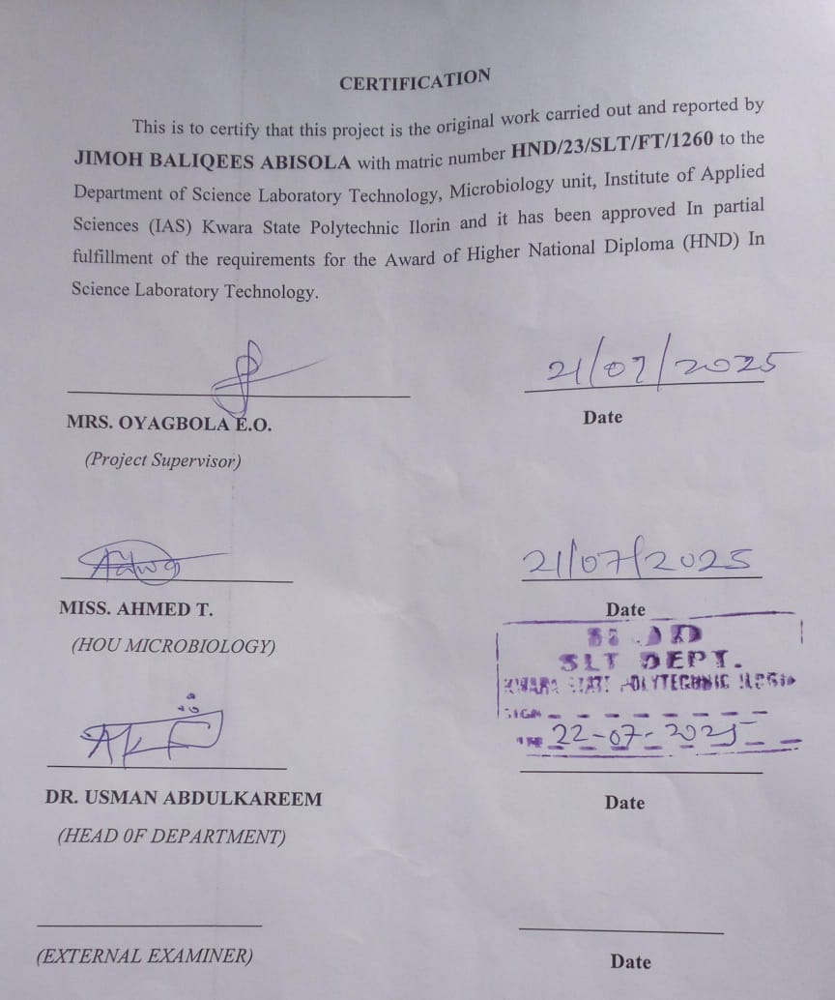 CERTIFICATION
This is to certify that this project is the original work carried out and reported by
JIMOH BALIQEES ABISOLA with matric number HND/23/SLT/FT/1260 to the
Department of Science Laboratory Technology, Microbiology unit, Institute of Applied
Sciences (IAS) Kwara State Polytechnic Ilorin and it has been approved In partial
fulfillment of the requirements for the Award of Higher National Diploma (HND) In
Science Laboratory Technology.
21/07/2025
MRS. OYAGBOLA E.O.
Date
(Project Supervisor)
21/07/2025
MISS. AHMED T.
Date
(HOU MICROBIOLOGY)
SLT DEPT.
KWARA STATE POLYTECHNIC ILORIN
SIGN
22-07-2025
DR. USMAN ABDULKAREEM
Date
(HEAD 0F DEPARTMENT)
(EXTERNAL EXAMINER)
Date